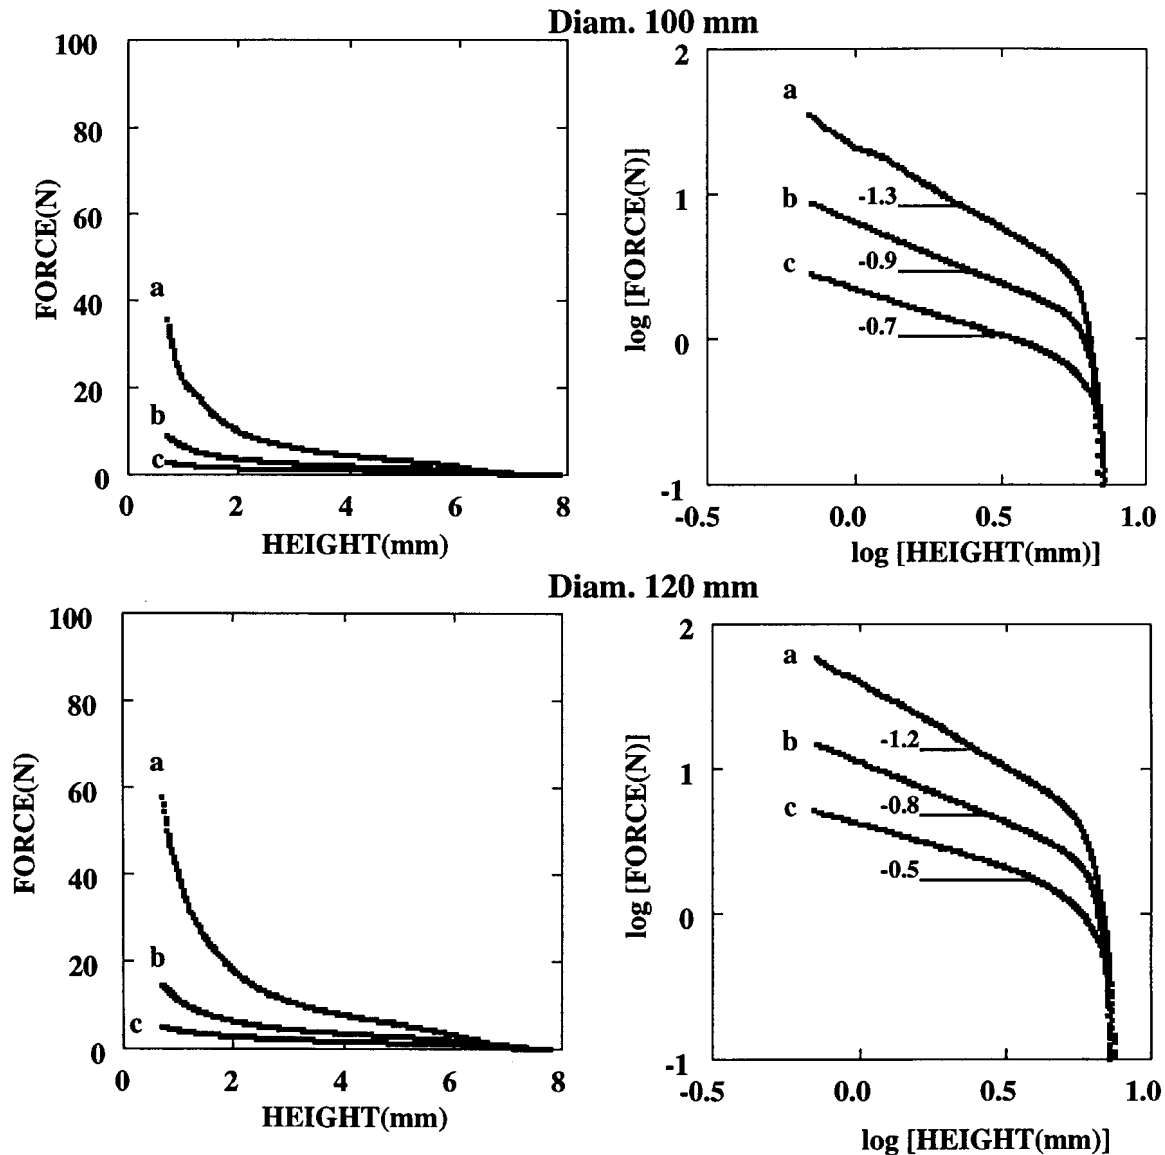 Diam. 100 mm
100
80
60
40
20
0
FORCE(N)
a
b
c
0 2 4 6 8
HEIGHT(mm)
2
1
0
-1
log [FORCE(N)]
a
b
c
-1.3
-0.9
-0.7
-0.5 0.0 0.5 1.0
log [HEIGHT(mm)]
Diam. 120 mm
100
80
60
40
20
0
FORCE(N)
a
b
c
0 2 4 6 8
HEIGHT(mm)
2
1
0
-1
log [FORCE(N)]
a
b
c
-1.2
-0.8
-0.5
-0.5 0.0 0.5 1.0
log [HEIGHT(mm)]